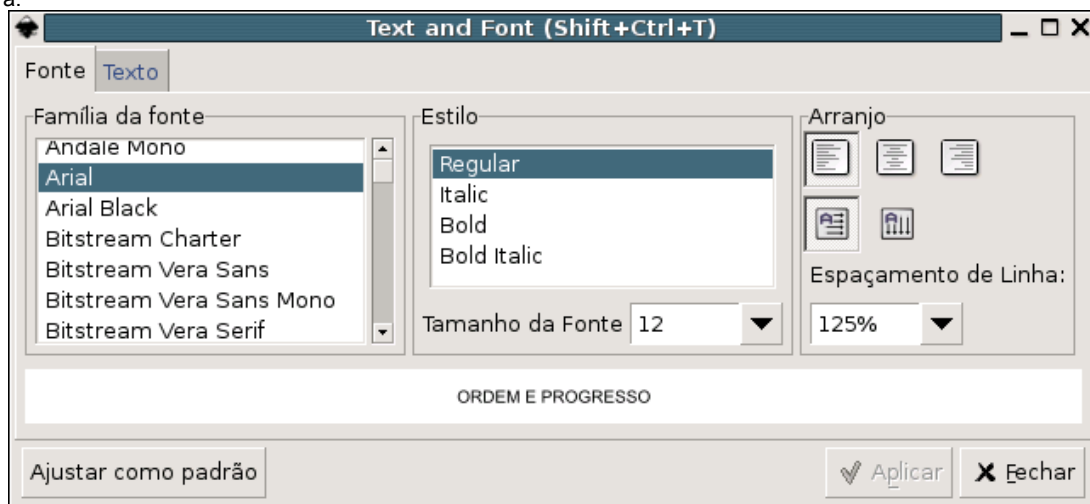 a.
Text and Font (Shift+Ctrl+T)
Fonte Texto
Família da fonte
Andale Mono
Arial
Arial Black
Bitstream Charter
Bitstream Vera Sans
Bitstream Vera Sans Mono
Bitstream Vera Serif
Estilo
Regular
Italic
Bold
Bold Italic
Tamanho da Fonte 12
Arranjo
Espaçamento de Linha:
125%
ORDEM E PROGRESSO
Ajustar como padrão Aplicar Fechar